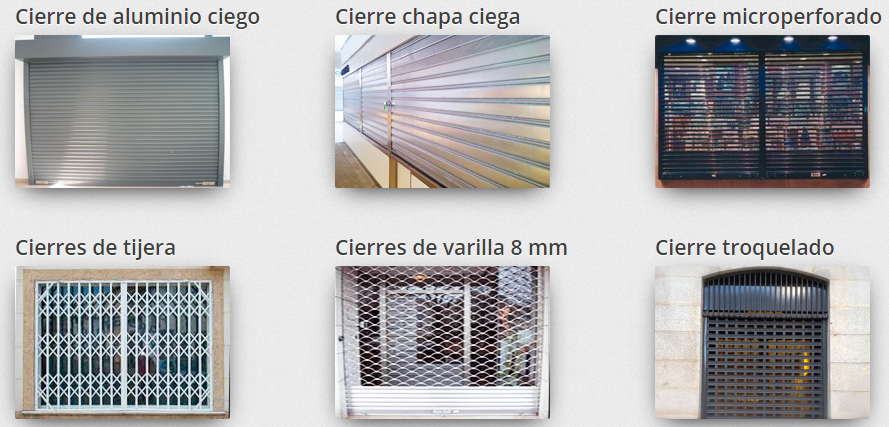 Cierre de aluminio ciego
Cierre chapa ciega
Cierre microperforado
Cierres de tijera
Cierres de varilla 8 mm
Cierre troquelado